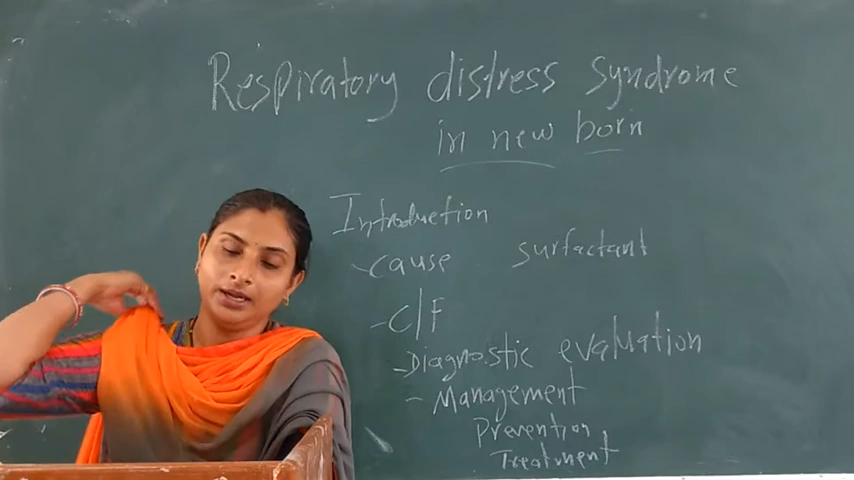 Respiratory distress syndrome
in new born
Introduction
- cause surfactant
- C/F
- Diagnostic evaluation
- Management
Prevention
Treatment